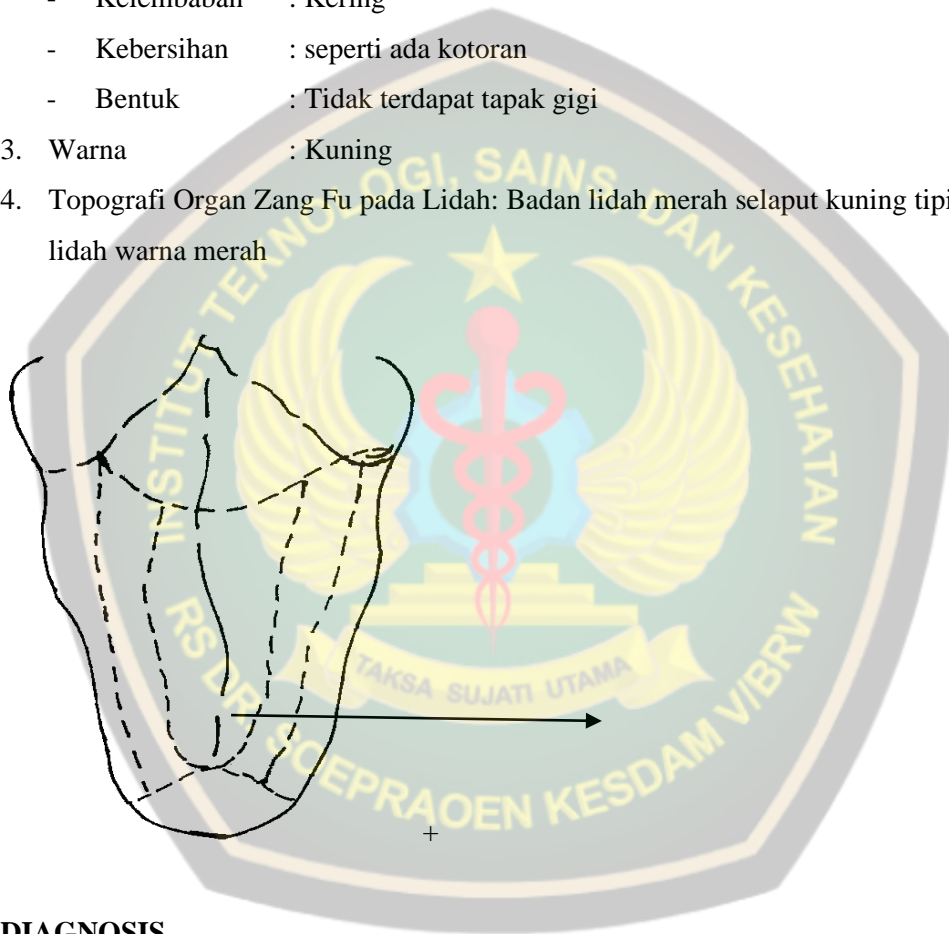 - Kelembaban : Kering
- Kebersihan : seperti ada kotoran
- Bentuk : Tidak terdapat tapak gigi
3. Warna : Kuning
4. Topografi Organ Zang Fu pada Lidah: Badan lidah merah selaput kuning
lidah warna merah
INSTITUT TEKNOLOGI, SAINS, DAN KESEHATAN
RS DR. SOEPRAOEN KESDAM V/BRW
TAKSA SUJATI UTAMA
+
DIAGNOSIS